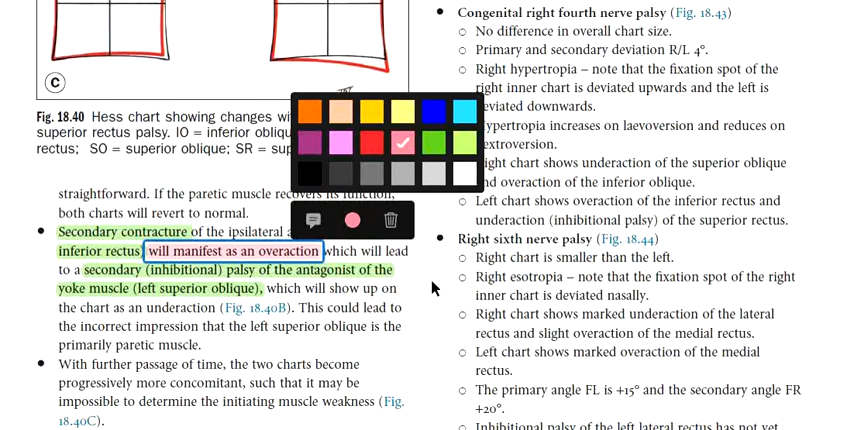 C
Fig. 18.40 Hess chart showing changes wi
superior rectus palsy. IO = inferior obliqu
rectus; SO = superior oblique; SR = sup
straightforward. If the paretic muscle recovers its function,
both charts will revert to normal.
• Secondary contracture of the ipsilateral a
inferior rectus) will manifest as an overaction which will lead
to a secondary (inhibitional) palsy of the antagonist of the
yoke muscle (left superior oblique), which will show up on
the chart as an underaction (Fig. 18.40B). This could lead to
the incorrect impression that the left superior oblique is the
primarily paretic muscle.
• With further passage of time, the two charts become
progressively more concomitant, such that it may be
impossible to determine the initiating muscle weakness (Fig.
18.40C).
• Congenital right fourth nerve palsy (Fig. 18.43)
○ No difference in overall chart size.
○ Primary and secondary deviation R/L 4°.
○ Right hypertropia – note that the fixation spot of the
right inner chart is deviated upwards and the left is
eviated downwards.
ypertropia increases on laevoversion and reduces on
extroversion.
ight chart shows underaction of the superior oblique
nd overaction of the inferior oblique.
○ Left chart shows overaction of the inferior rectus and
underaction (inhibitional palsy) of the superior rectus.
• Right sixth nerve palsy (Fig. 18.44)
○ Right chart is smaller than the left.
○ Right esotropia – note that the fixation spot of the right
inner chart is deviated nasally.
○ Right chart shows marked underaction of the lateral
rectus and slight overaction of the medial rectus.
○ Left chart shows marked overaction of the medial
rectus.
○ The primary angle FL is +15° and the secondary angle FR
+20°.
○ Inhibitional palsy of the left lateral rectus has not yet